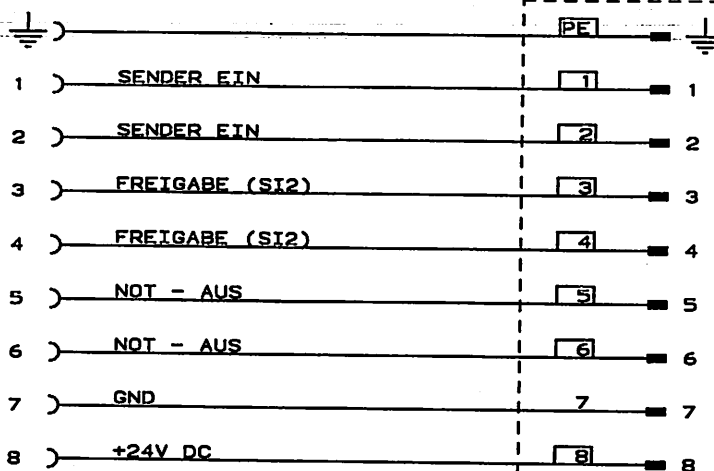 PE
1 SENDER EIN 1 1
2 SENDER EIN 2 2
3 FREIGABE (SI2) 3 3
4 FREIGABE (SI2) 4 4
5 NOT - AUS 5 5
6 NOT - AUS 6 6
7 GND 7 7
8 +24V DC 8 8